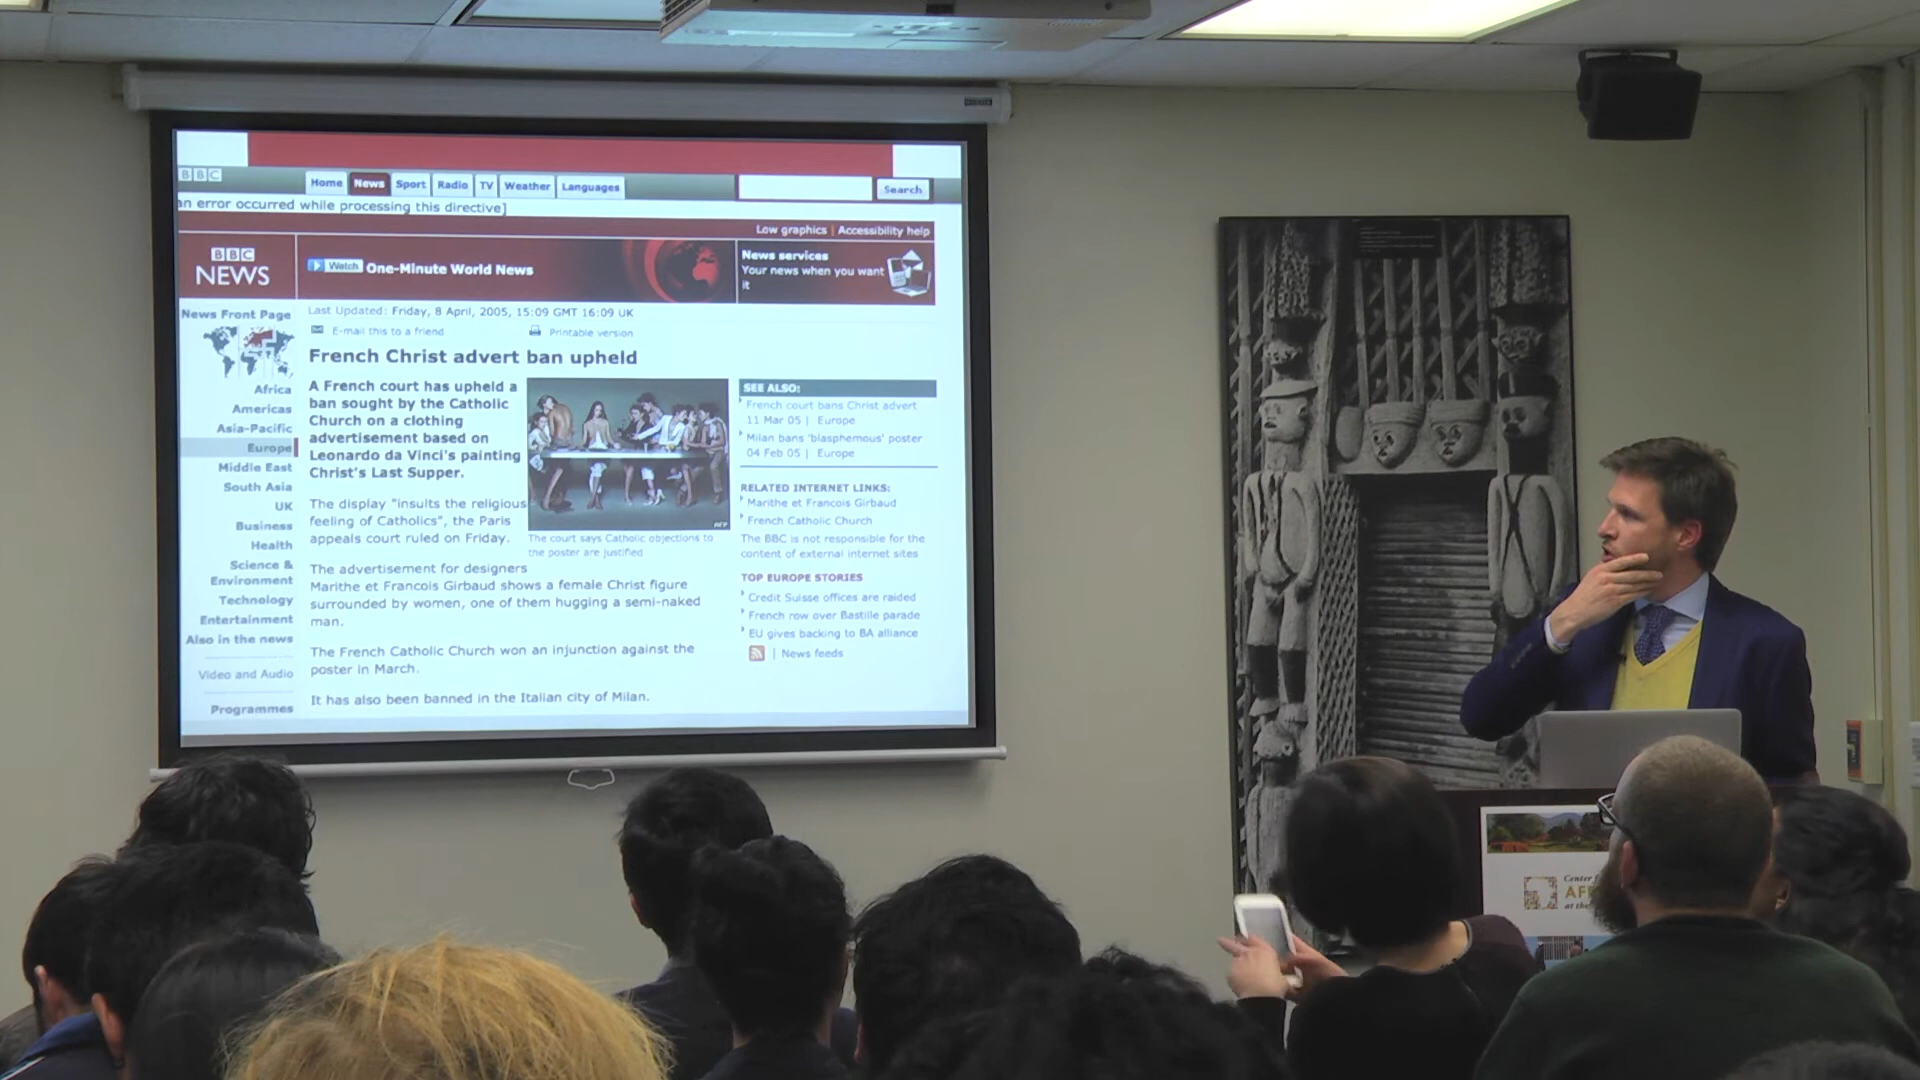 BBC
Home News Sport Radio TV Weather Languages
Search
an error occurred while processing this directive]
Low graphics | Accessibility help
BBC
NEWS
Watch One-Minute World News
News services
Your news when you want
it
News Front Page
Africa
Americas
Asia-Pacific
Europe
Middle East
South Asia
UK
Business
Health
Science &
Environment
Technology
Entertainment
Also in the news
Video and Audio
Programmes
Last Updated: Friday, 8 April, 2005, 15:09 GMT 16:09 UK
E-mail this to a friend
Printable version
French Christ advert ban upheld
A French court has upheld a
ban sought by the Catholic
Church on a clothing
advertisement based on
Leonardo da Vinci's painting
Christ's Last Supper.
The display "insults the religious
feeling of Catholics", the Paris
appeals court ruled on Friday.
AFP
The court says Catholic objections to
the poster are justified
The advertisement for designers
Marithe et Francois Girbaud shows a female Christ figure
surrounded by women, one of them hugging a semi-naked
man.
The French Catholic Church won an injunction against the
poster in March.
It has also been banned in the Italian city of Milan.
SEE ALSO:
French court bans Christ advert
11 Mar 05 | Europe
Milan bans 'blasphemous' poster
04 Feb 05 | Europe
RELATED INTERNET LINKS:
Marithe et Francois Girbaud
French Catholic Church
The BBC is not responsible for the
content of external internet sites
TOP EUROPE STORIES
Credit Suisse offices are raided
French row over Bastille parade
EU gives backing to BA alliance
| News feeds
Center
AF
at the